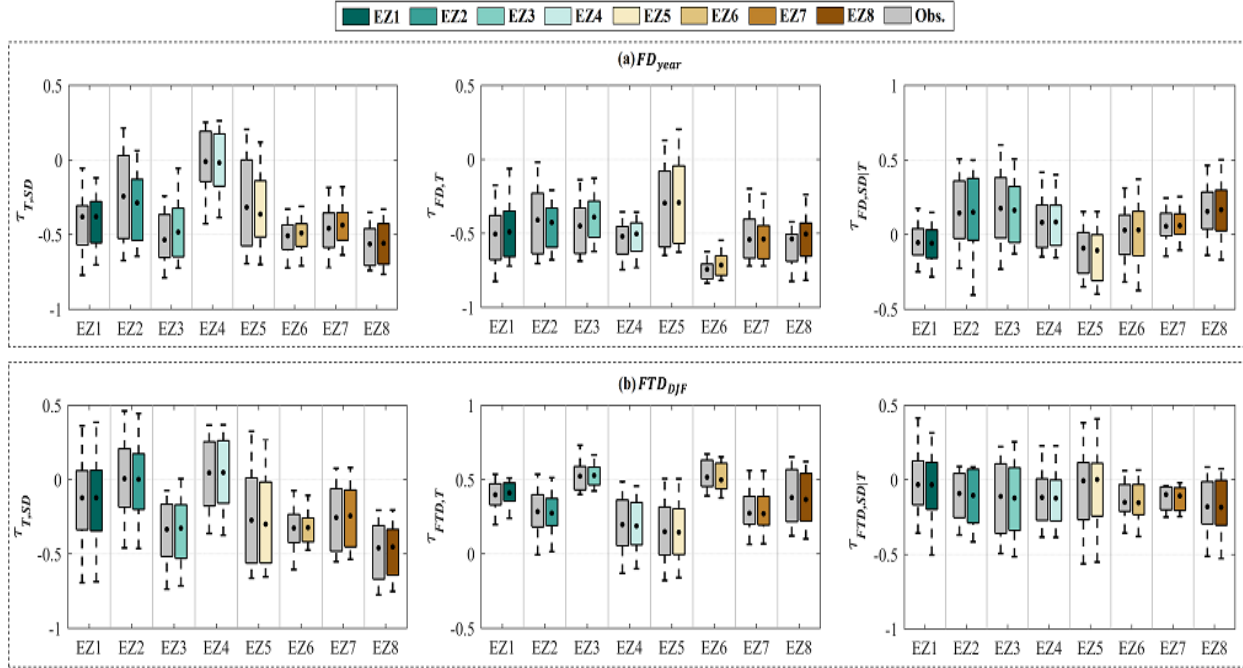 EZ1 EZ2 EZ3 EZ4 EZ5 EZ6 EZ7 EZ8 Obs.
(a) FD_year
0.5 0 -0.5 -1
τ_T,SD
EZ1 EZ2 EZ3 EZ4 EZ5 EZ6 EZ7 EZ8
0.5 0 -0.5 -1
τ_FD,T
EZ1 EZ2 EZ3 EZ4 EZ5 EZ6 EZ7 EZ8
1 0.5 0 -0.5
τ_FD,SD|T
EZ1 EZ2 EZ3 EZ4 EZ5 EZ6 EZ7 EZ8
(b) FTD_DJF
0.5 0 -0.5 -1
τ_T,SD
EZ1 EZ2 EZ3 EZ4 EZ5 EZ6 EZ7 EZ8
1 0.5 0 -0.5
τ_FTD,T
EZ1 EZ2 EZ3 EZ4 EZ5 EZ6 EZ7 EZ8
0.5 0 -0.5 -1
τ_FTD,SD|T
EZ1 EZ2 EZ3 EZ4 EZ5 EZ6 EZ7 EZ8